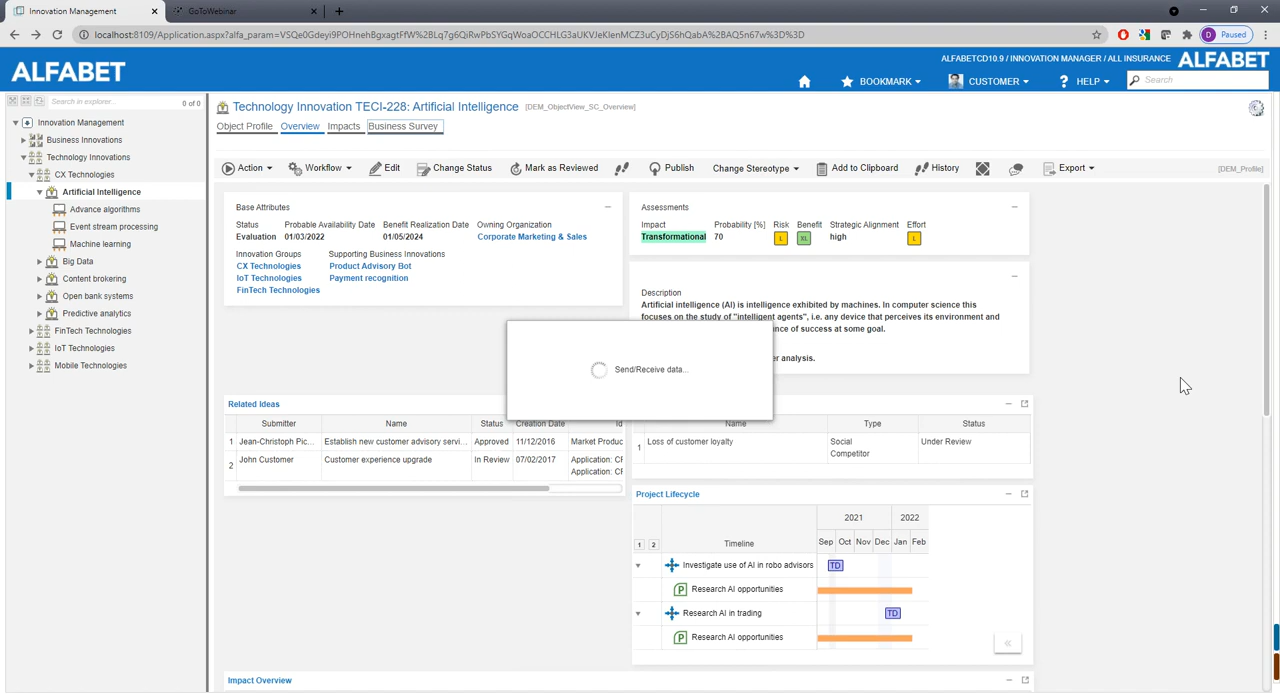 Innovation Management
GoToWebinar
localhost:8109/Application.aspx?alfa_param=VSQe0Gdeyi9POHnehBgxagtFfW%2BLq7g6QiRwPbSYGqWoaOCCHLG3aUKVJeKIenMCZ3uCyDjS6hQabA%2BAQ5n67w%3D%3D
D Paused
ALFABET
ALFABETCD10.9 / INNOVATION MANAGER / ALL INSURANCE ALFABET
BOOKMARK CUSTOMER HELP Search
Search in explorer... 0 of 0
Innovation Management
Business Innovations
Technology Innovations
CX Technologies
Artificial Intelligence
Advance algorithms
Event stream processing
Machine learning
Big Data
Content brokering
Open bank systems
Predictive analytics
FinTech Technologies
IoT Technologies
Mobile Technologies
Technology Innovation TECI-228: Artificial Intelligence [DEM_ObjectView_SC_Overview]
Object Profile Overview Impacts Business Survey
Action Workflow Edit Change Status Mark as Reviewed Publish Change Stereotype Add to Clipboard History Export [DEM_Profile]
Base Attributes
Status Probable Availability Date Benefit Realization Date Owning Organization
Evaluation 01/03/2022 01/05/2024 Corporate Marketing & Sales
Innovation Groups Supporting Business Innovations
CX Technologies Product Advisory Bot
IoT Technologies Payment recognition
FinTech Technologies
Assessments
Impact Probability [%] Risk Benefit Strategic Alignment Effort
Transformational 70 L XL high L
Description
Artificial intelligence (AI) is intelligence exhibited by machines. In computer science this
focuses on the study of "intelligent agents", i.e. any device that perceives its environment and
nce of success at some goal.
er analysis.
Send/Receive data...
Related Ideas
Submitter Name Status Creation Date Id
1 Jean-Christoph Pic... Establish new customer advisory servi... Approved 11/12/2016 Market Produc
2 John Customer Customer experience upgrade In Review 07/02/2017 Application: CF
Application: CF
Name Type Status
1 Loss of customer loyalty Social Under Review
Competitor
Project Lifecycle
2021 2022
1 2 Timeline Sep Oct Nov Dec Jan Feb
Investigate use of AI in robo advisors TD
P Research AI opportunities
Research AI in trading TD
P Research AI opportunities
Impact Overview